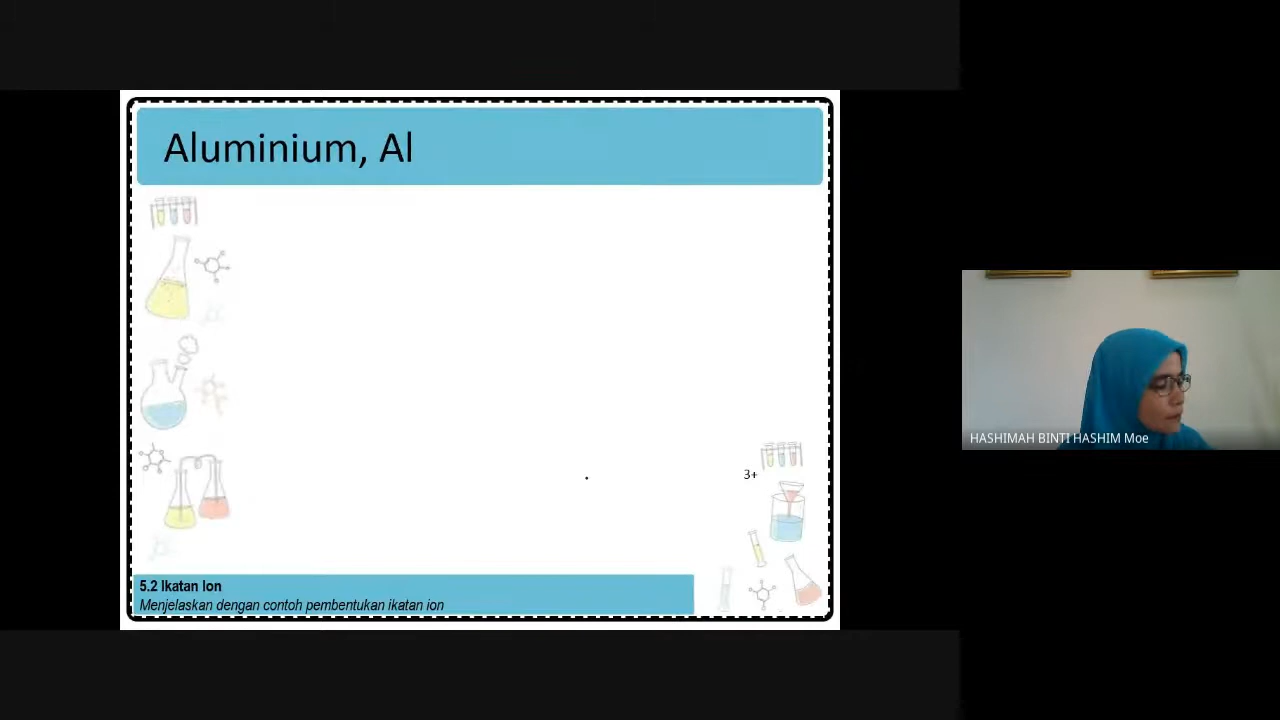 Aluminium, Al
3+
5.2 Ikatan Ion
Menjelaskan dengan contoh pembentukan ikatan ion
HASHIMAH BINTI HASHIM Moe